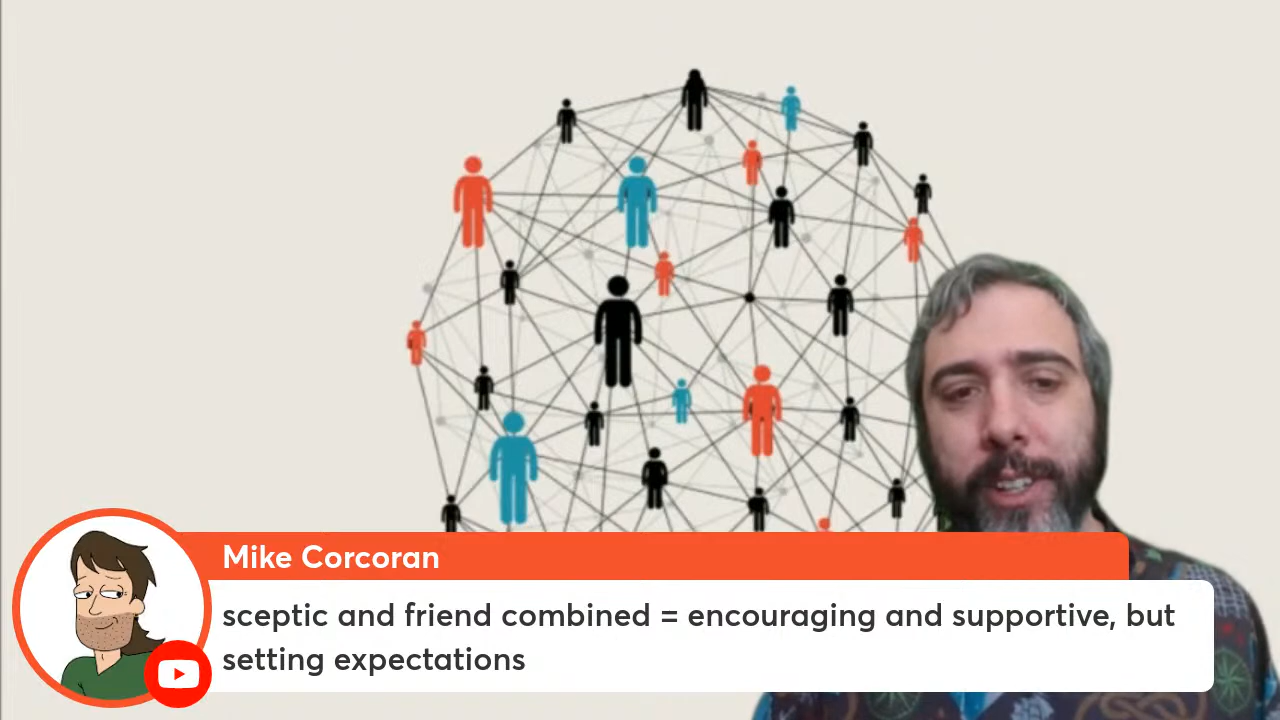 Mike Corcoran
sceptic and friend combined = encouraging and supportive, but
setting expectations